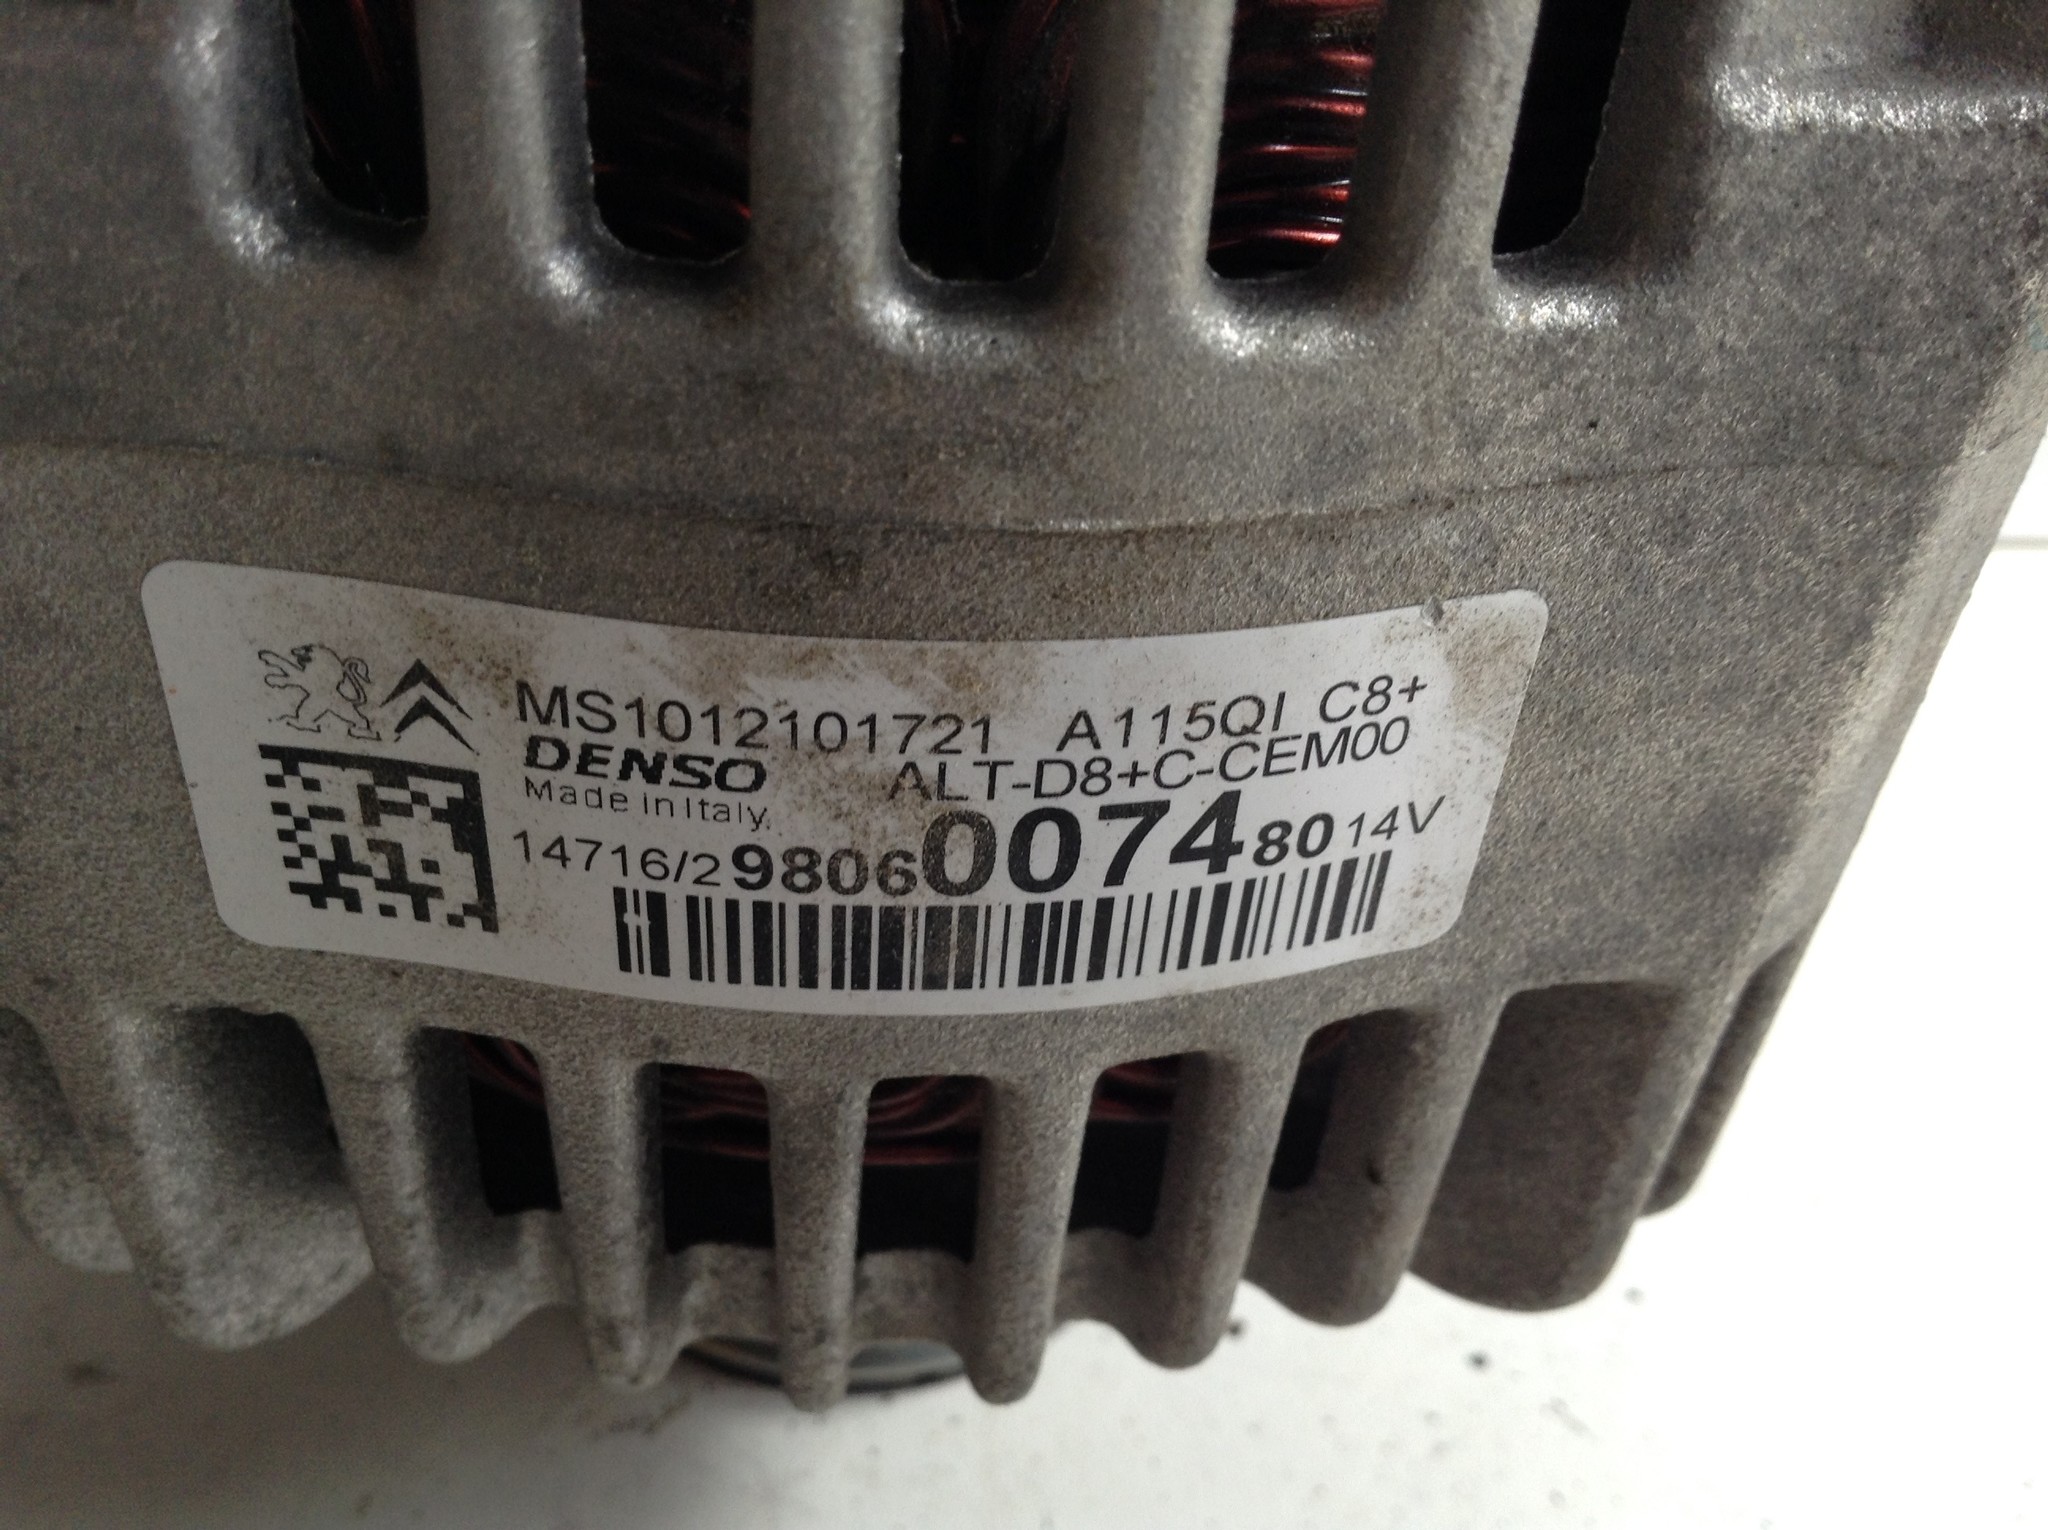 MS1012101721 A115QI C8+
DENSO ALT-D8+C-CEM00
Made in Italy
14716/2 9806007480 14V